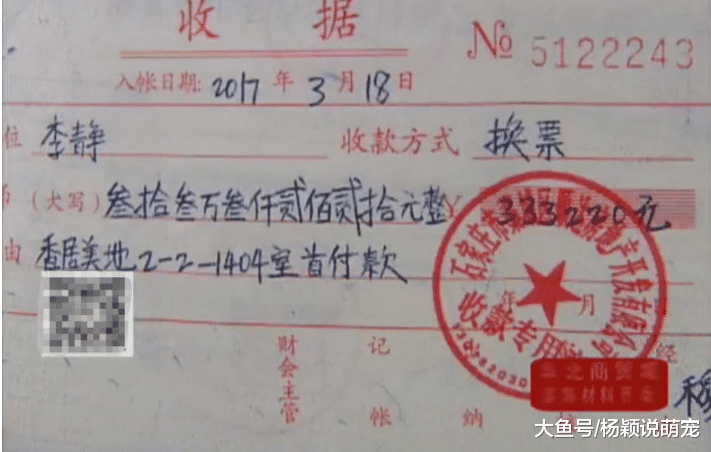 收 据
№ 5122243
入帐日期: 2017 年 3 月 18 日
位 李静 收款方式 换票
(大写) 叁拾叁万叁仟贰佰贰拾元整 ¥ 333220元
由 香居美地2-2-1404室首付款
年 月
收款专用
财会主管 记帐 纳
大鱼号/杨颖说萌宠